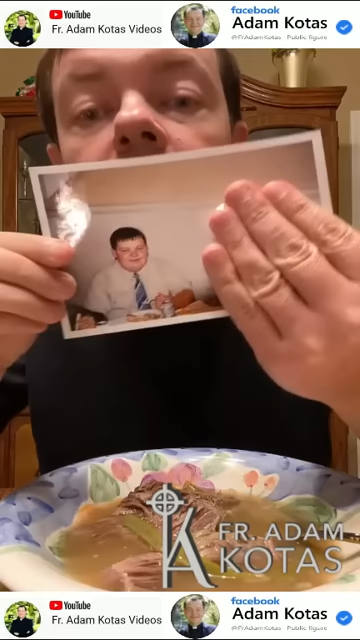 YouTube
Fr. Adam Kotas Videos
facebook
Adam Kotas
@FrAdamKotas · Public figure
FR. ADAM
KOTAS
YouTube
Fr. Adam Kotas Videos
facebook
Adam Kotas
@FrAdamKotas · Public figure